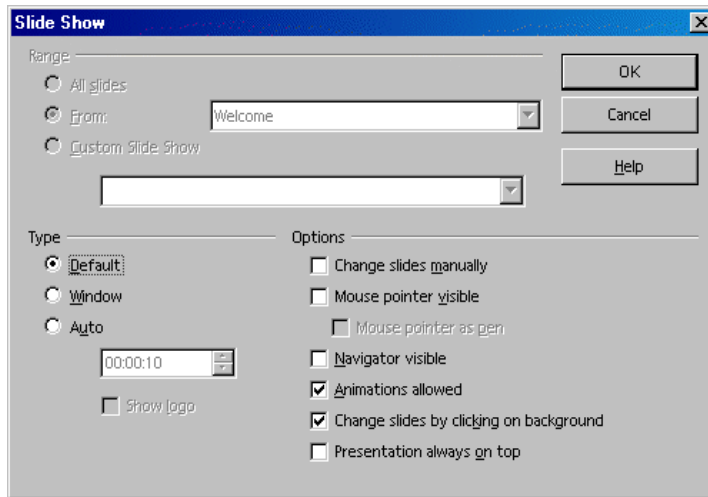 Slide Show
Range
All slides
From:
Welcome
Custom Slide Show
OK
Cancel
Help
Type
Default
Window
Auto
00:00:10
Show logo
Options
Change slides manually
Mouse pointer visible
Mouse pointer as pen
Navigator visible
Animations allowed
Change slides by clicking on background
Presentation always on top